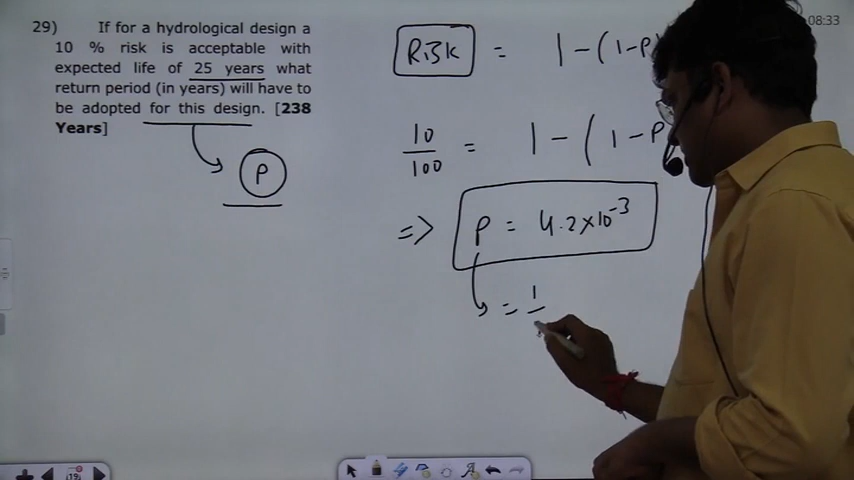 29) If for a hydrological design a
10 % risk is acceptable with
expected life of 25 years what
return period (in years) will have to
be adopted for this design. [238
Years]
P
RISK = 1-(1-P)
10/100 = 1-(1-P
=> P = 4.2×10⁻³
= 1
08:33
19